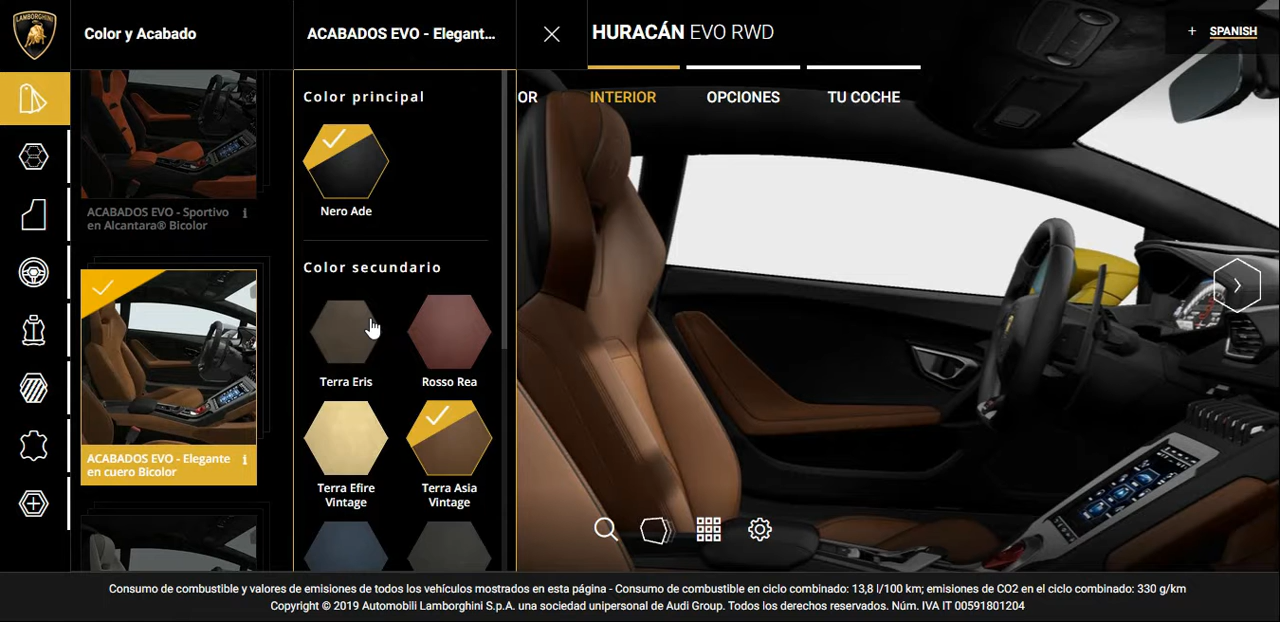 LAMBORGHINI
Color y Acabado
ACABADOS EVO - Elegant...
HURACÁN EVO RWD
+ SPANISH
OR
INTERIOR
OPCIONES
TU COCHE
ACABADOS EVO - Sportivo
en Alcantara® Bicolor
i
ACABADOS EVO - Elegante
en cuero Bicolor
i
Color principal
Nero Ade
Color secundario
Terra Eris
Rosso Rea
Terra Efire
Vintage
Terra Asia
Vintage
Consumo de combustible y valores de emisiones de todos los vehículos mostrados en esta página - Consumo de combustible en ciclo combinado: 13,8 l/100 km; emisiones de CO2 en el ciclo combinado: 330 g/km
Copyright © 2019 Automobili Lamborghini S.p.A. una sociedad unipersonal de Audi Group. Todos los derechos reservados. Núm. IVA IT 00591801204